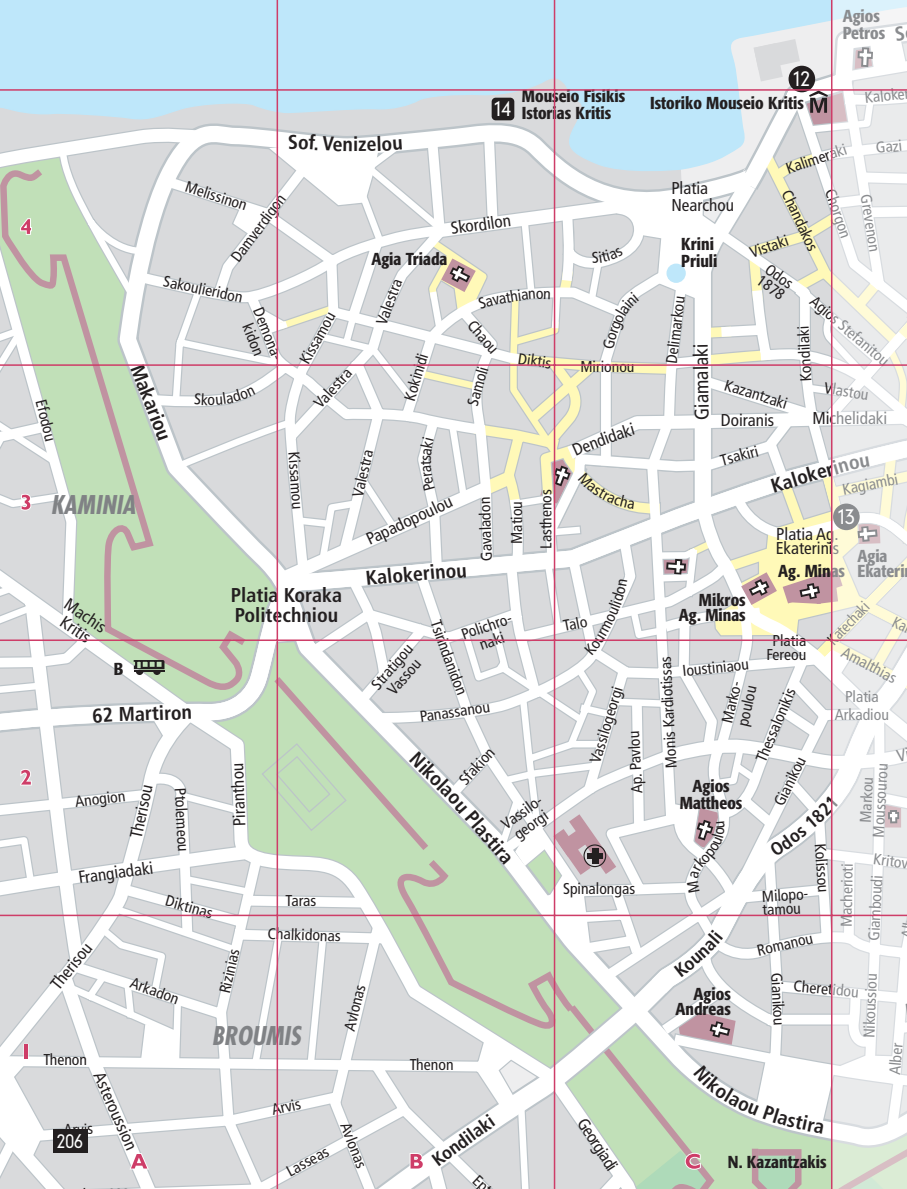 Agios
Petros
12
14
Mouseio Fisikis
Istorias Kritis
Istoriko Mouseio Kritis
M
Sof. Venizelou
Kalimeraki
Gazi
Melissinon
Damverdigon
Platia
Nearchou
Chandakos
Chorgon
Grevenon
4
Skordilon
Agia Triada
Sitias
Krini
Priuli
Vistaki
Odos
1878
Sakoulieridon
Valestra
Savathianon
Gorgolaini
Delimarkou
Agios Stefanitou
Demona-
kidon
Kissamou
Chaou
Diktis
Mirionou
Kondilaki
Giamalaki
Makariou
Skouladon
Valestra
Kokinidi
Samoli
Kazantzaki
Vlastou
Efodou
Doiranis
Michelidaki
Dendidaki
Tsakiri
Kissamou
Valestra
Peratsaki
Kalokerinou
Kagiambi
3
KAMINIA
Papadopoulou
Gavaladon
Matiou
Lasthenos
Mastracha
13
Platia Ag.
Ekaterinis
Agia
Kalokerinou
Ag. Minas
Platia Koraka
Politechniou
Mikros
Ag. Minas
Machis
Kritis
Tsirindandon
Polichro-
naki
Talo
Koumoulidon
Katechaki
Platia
Fereou
B
Stratigou
Vassou
Ioustiniaou
Amalthias
62 Martiron
Panassanou
Vassilogeorgi
Monis Kardiotissas
Marko-
poulou
Thessalonikis
Platia
Arkadiou
2
Nikolaou Plastira
Sfakion
Ap. Pavlou
Gianikou
Anogion
Therisou
Ptolemeou
Piranthou
Vassilo-
georgi
Agios
Mattheos
Markou
Moussourou
Odos 1821
Markopoulou
Kolissou
Frangiadaki
Spinalongas
Milopo-
tamou
Macherioti
Giamboudi
Diktinas
Taras
Chalkidonas
Kounali
Romanou
Therisou
Rizinias
Arkadon
Avlonas
Agios
Andreas
Gianikou
Cheretidou
Nikoussiou
BROUMIS
1
Thenon
Thenon
Alber
Asteroussion
Nikolaou Plastira
Arvis
Arvis
206
A
Lasseas
Avlonas
B
Kondilaki
Georgiadi
C
N. Kazantzakis